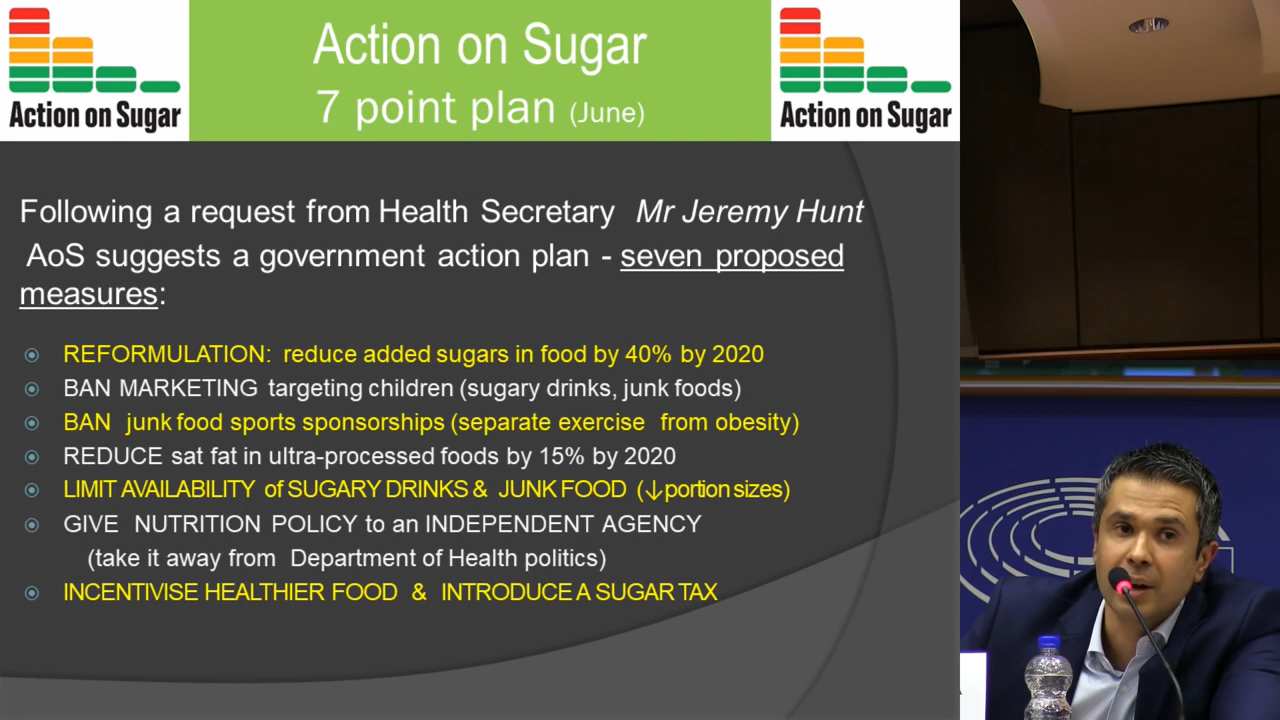 Action on Sugar
7 point plan (June)
Action on Sugar
Action on Sugar
Following a request from Health Secretary Mr Jeremy Hunt
AoS suggests a government action plan - seven proposed
measures:
REFORMULATION: reduce added sugars in food by 40% by 2020
BAN MARKETING targeting children (sugary drinks, junk foods)
BAN junk food sports sponsorships (separate exercise from obesity)
REDUCE sat fat in ultra-processed foods by 15% by 2020
LIMIT AVAILABILITY of SUGARY DRINKS & JUNK FOOD (↓portion sizes)
GIVE NUTRITION POLICY to an INDEPENDENT AGENCY
(take it away from Department of Health politics)
INCENTIVISE HEALTHIER FOOD & INTRODUCE A SUGAR TAX